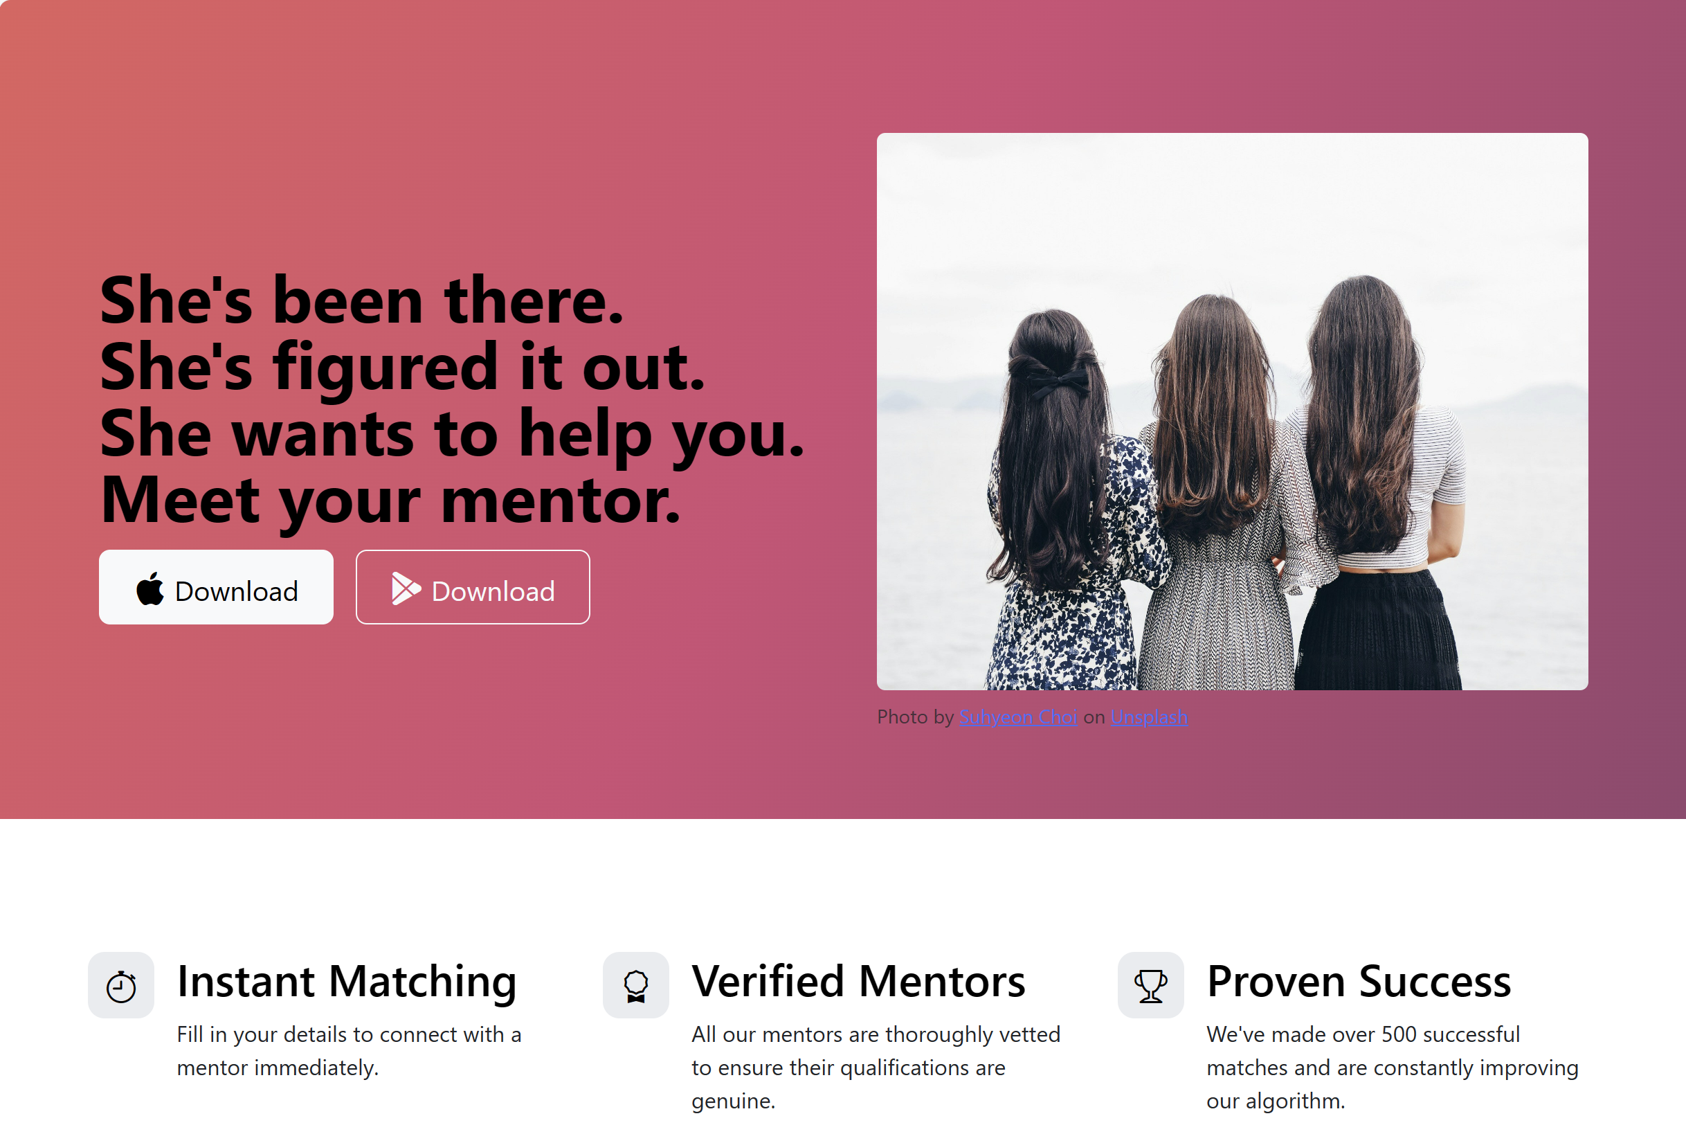 She's been there.
She's figured it out.
She wants to help you.
Meet your mentor.
Download
Download
Photo by Suhyeon Choi on Unsplash
Instant Matching
Fill in your details to connect with a
mentor immediately.
Verified Mentors
All our mentors are thoroughly vetted
to ensure their qualifications are
genuine.
Proven Success
We've made over 500 successful
matches and are constantly improving
our algorithm.